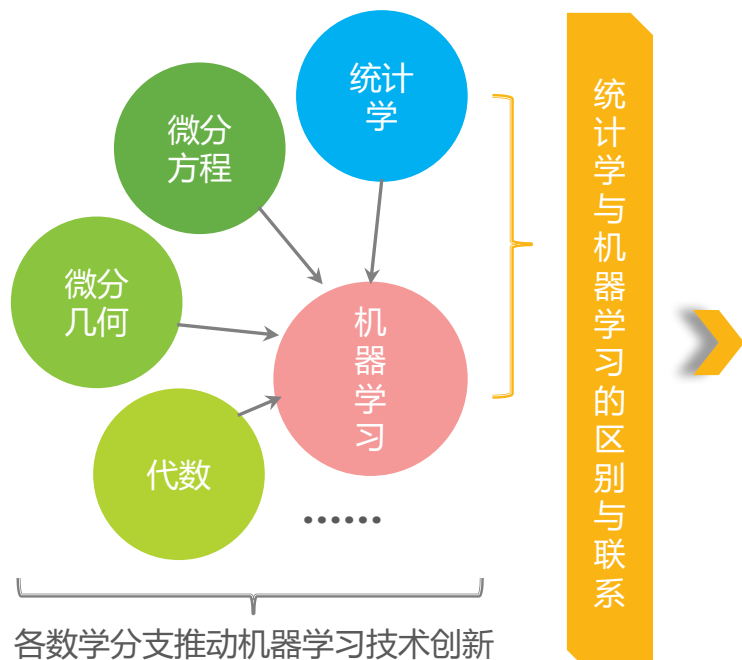 统计
学
微分
方程
微分
几何
代数
机
器
学
习
......
各数学分支推动机器学习技术创新
统
计
学
与
机
器
学
习
的
区
别
与
联
系